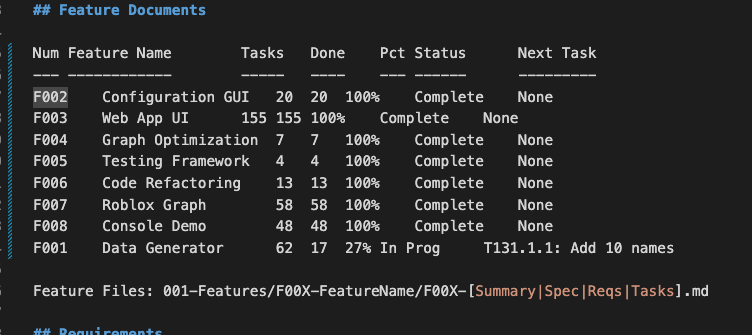 ## Feature Documents
Num Feature Name        Tasks   Done    Pct Status      Next Task
--- ------------        -----   ----    --- ------      ---------
F002    Configuration GUI   20  20  100%    Complete    None
F003    Web App UI      155 155 100%    Complete    None
F004    Graph Optimization  7   7   100%    Complete    None
F005    Testing Framework   4   4   100%    Complete    None
F006    Code Refactoring    13  13  100%    Complete    None
F007    Roblox Graph        58  58  100%    Complete    None
F008    Console Demo        48  48  100%    Complete    None
F001    Data Generator      62  17  27% In Prog     T131.1.1: Add 10 names
Feature Files: 001-Features/F00X-FeatureName/F00X-[Summary|Spec|Reqs|Tasks].md
## Requirements